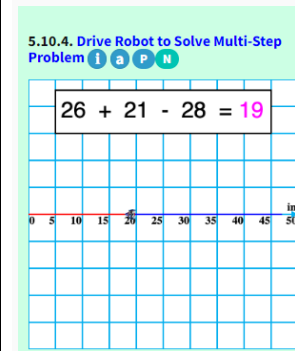 5.10.4. Drive Robot to Solve Multi-Step
Problem i a P N
26 + 21 - 28 = 19
in
0 5 10 15 20 25 30 35 40 45 50